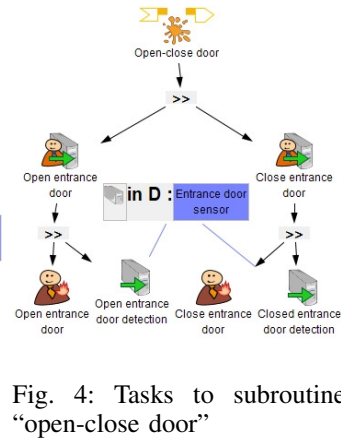 Open-close door
>>
Open entrance
door
Close entrance
door
in D : Entrance door
sensor
>>
>>
Open entrance
door
Open entrance
door detection
Close entrance
door
Closed entrance
door detection
Fig. 4: Tasks to subroutine
“open-close door”